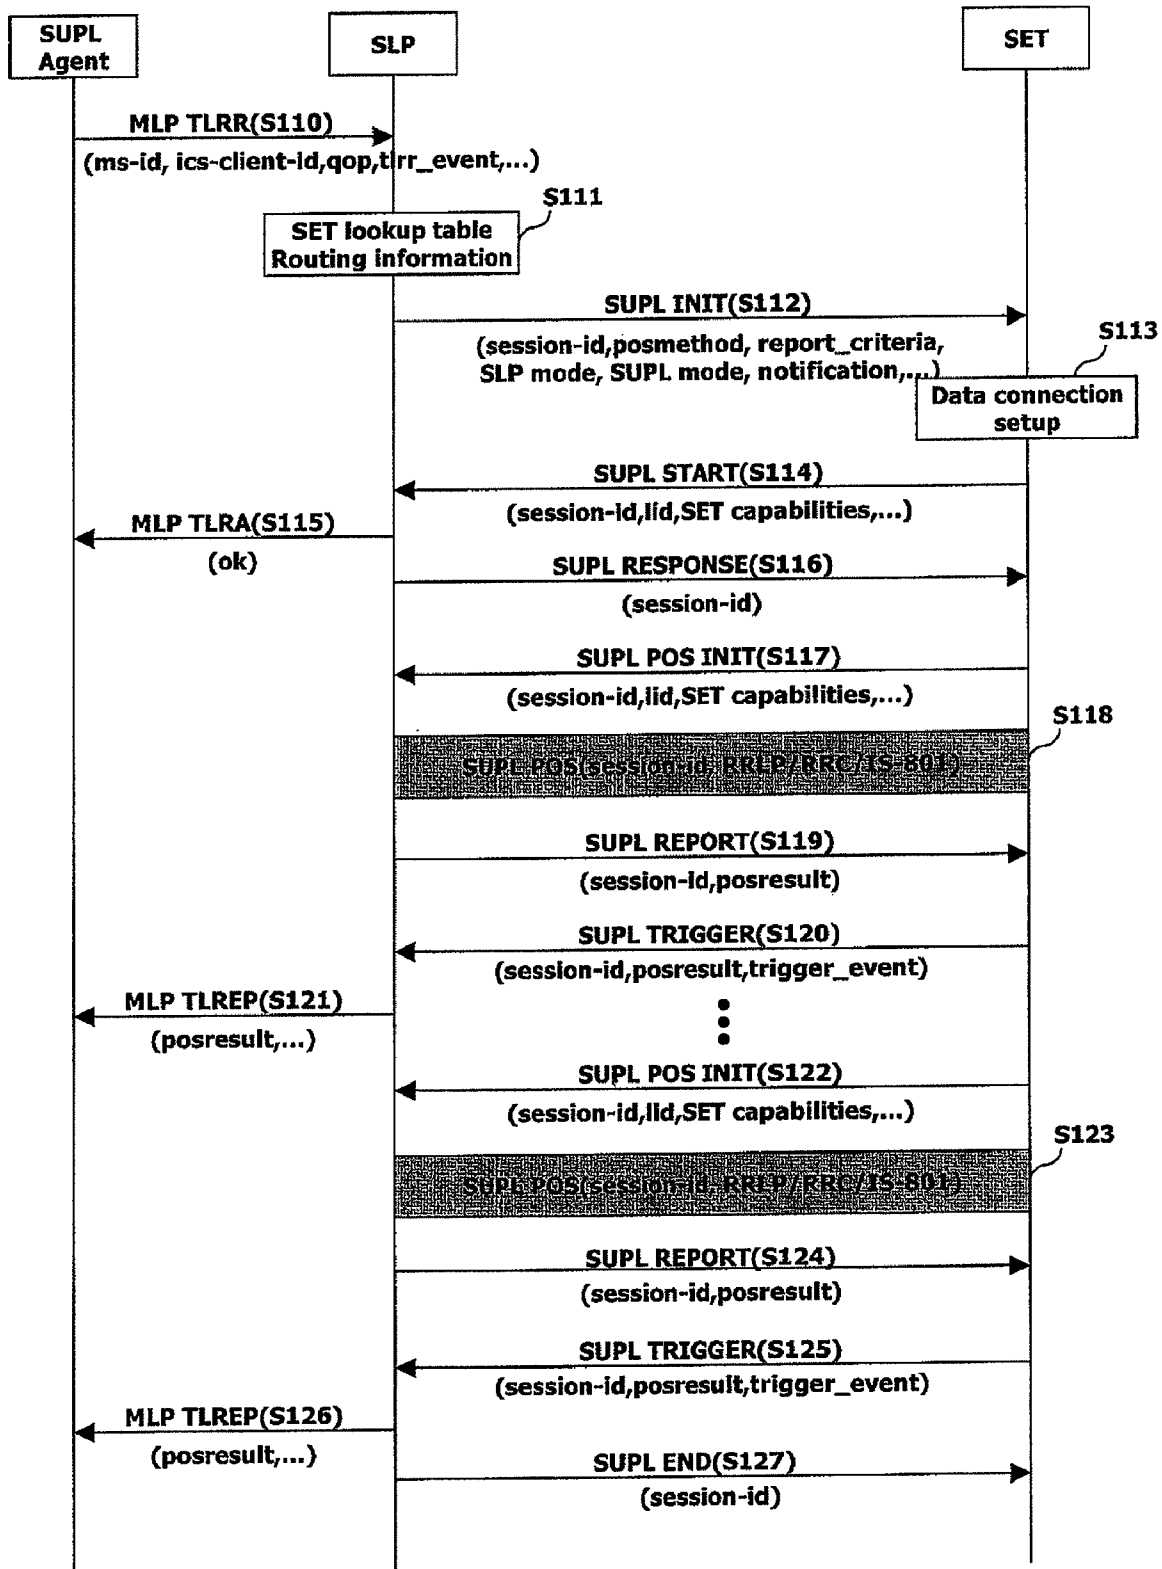 SUPL
Agent
SLP
SET
MLP TLRR(S110)
(ms-id, ics-client-id,qop,tlrr_event,...)
S111
SET lookup table
Routing information
SUPL INIT(S112)
(session-id,posmethod, report_criteria,
SLP mode, SUPL mode, notification,...)
S113
Data connection
setup
SUPL START(S114)
(session-id,lid,SET capabilities,...)
MLP TLRA(S115)
(ok)
SUPL RESPONSE(S116)
(session-id)
SUPL POS INIT(S117)
(session-id,lid,SET capabilities,...)
S118
SUPL POS(session-id, RRLP/RRC/IS-801)
SUPL REPORT(S119)
(session-id,posresult)
SUPL TRIGGER(S120)
(session-id,posresult,trigger_event)
MLP TLREP(S121)
(posresult,...)
SUPL POS INIT(S122)
(session-id,lid,SET capabilities,...)
S123
SUPL POS(session-id, RRLP/RRC/IS-801)
SUPL REPORT(S124)
(session-id,posresult)
SUPL TRIGGER(S125)
(session-id,posresult,trigger_event)
MLP TLREP(S126)
(posresult,...)
SUPL END(S127)
(session-id)